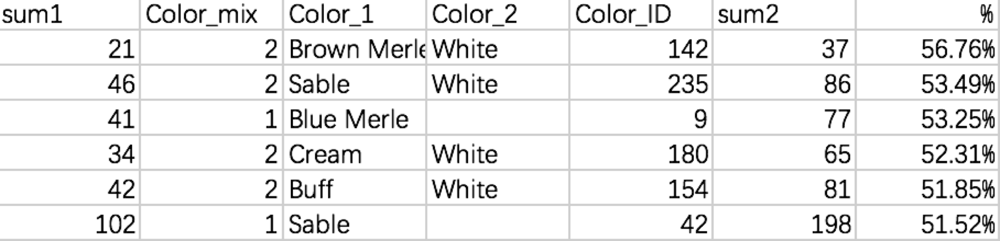 sum1 Color_mix Color_1 Color_2 Color_ID sum2 %
21 2 Brown Merle White 142 37 56.76%
46 2 Sable White 235 86 53.49%
41 1 Blue Merle 9 77 53.25%
34 2 Cream White 180 65 52.31%
42 2 Buff White 154 81 51.85%
102 1 Sable 42 198 51.52%